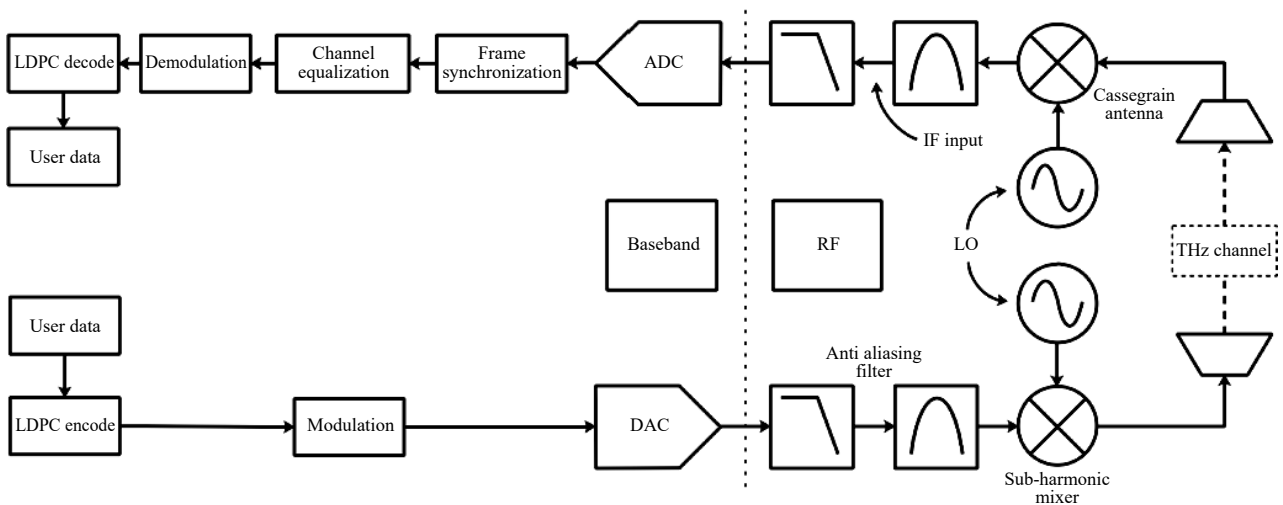 LDPC decode
Demodulation
Channel
equalization
Frame
synchronization
ADC
Cassegrain
antenna
User data
IF input
Baseband
RF
LO
THz channel
User data
Anti aliasing
filter
LDPC encode
Modulation
DAC
Sub-harmonic
mixer